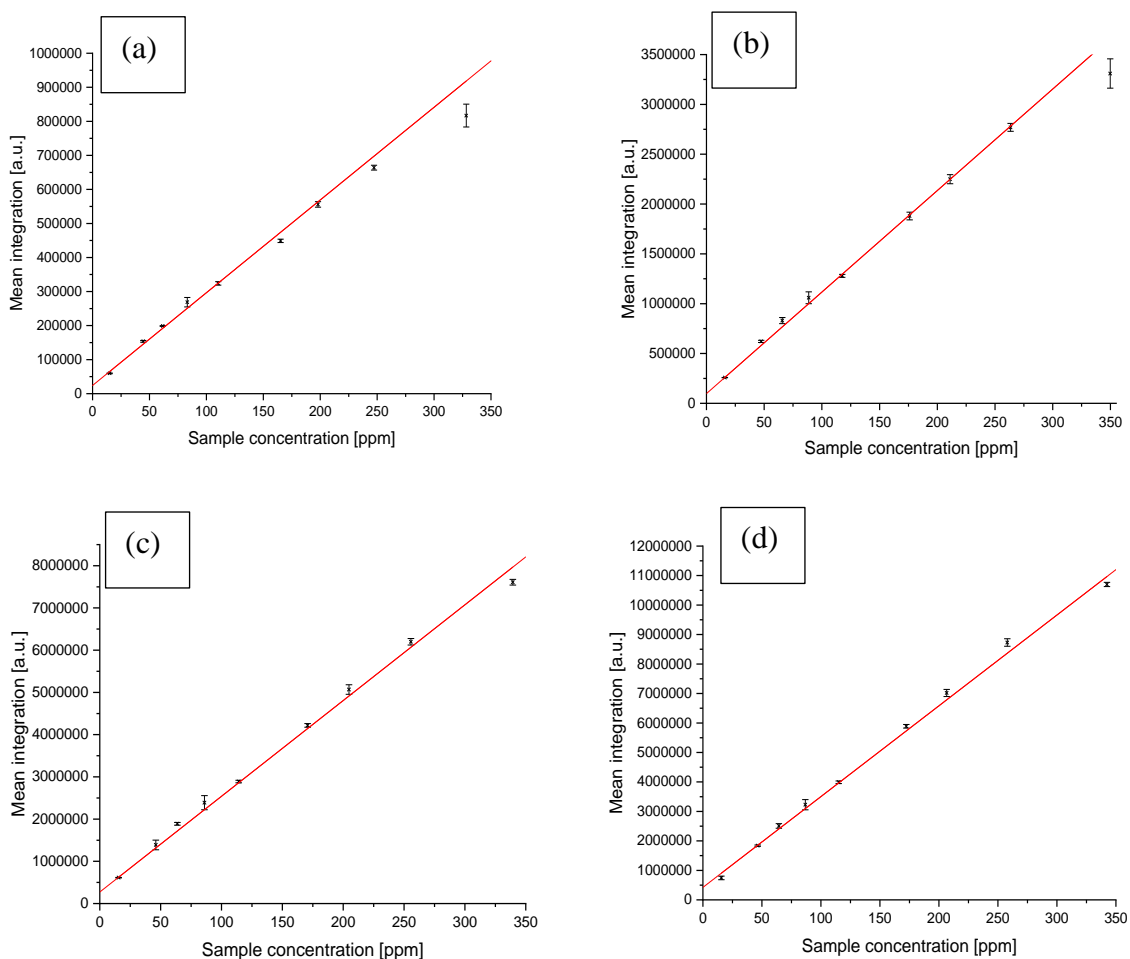 (a)
1000000
900000
800000
700000
600000
500000
400000
300000
200000
100000
0
Mean integration [a.u.]
0 50 100 150 200 250 300 350
Sample concentration [ppm]
(b)
3500000
3000000
2500000
2000000
1500000
1000000
500000
0
Mean integration [a.u.]
0 50 100 150 200 250 300 350
Sample concentration [ppm]
(c)
8000000
7000000
6000000
5000000
4000000
3000000
2000000
1000000
0
Mean integration [a.u.]
0 50 100 150 200 250 300 350
Sample concentration [ppm]
(d)
12000000
11000000
10000000
9000000
8000000
7000000
6000000
5000000
4000000
3000000
2000000
1000000
0
Mean integration [a.u.]
0 50 100 150 200 250 300 350
Sample concentration [ppm]